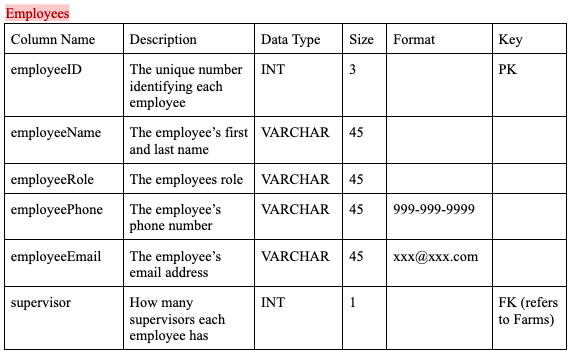 Employees
Column Name Description Data Type Size Format Key
employeeID The unique number INT 3 PK
identifying each
employee
employeeName The employee’s first VARCHAR 45
and last name
employeeRole The employees role VARCHAR 45
employeePhone The employee’s VARCHAR 45 999-999-9999
phone number
employeeEmail The employee’s VARCHAR 45 xxx@xxx.com
email address
supervisor How many INT 1 FK (refers
supervisors each to Farms)
employee has